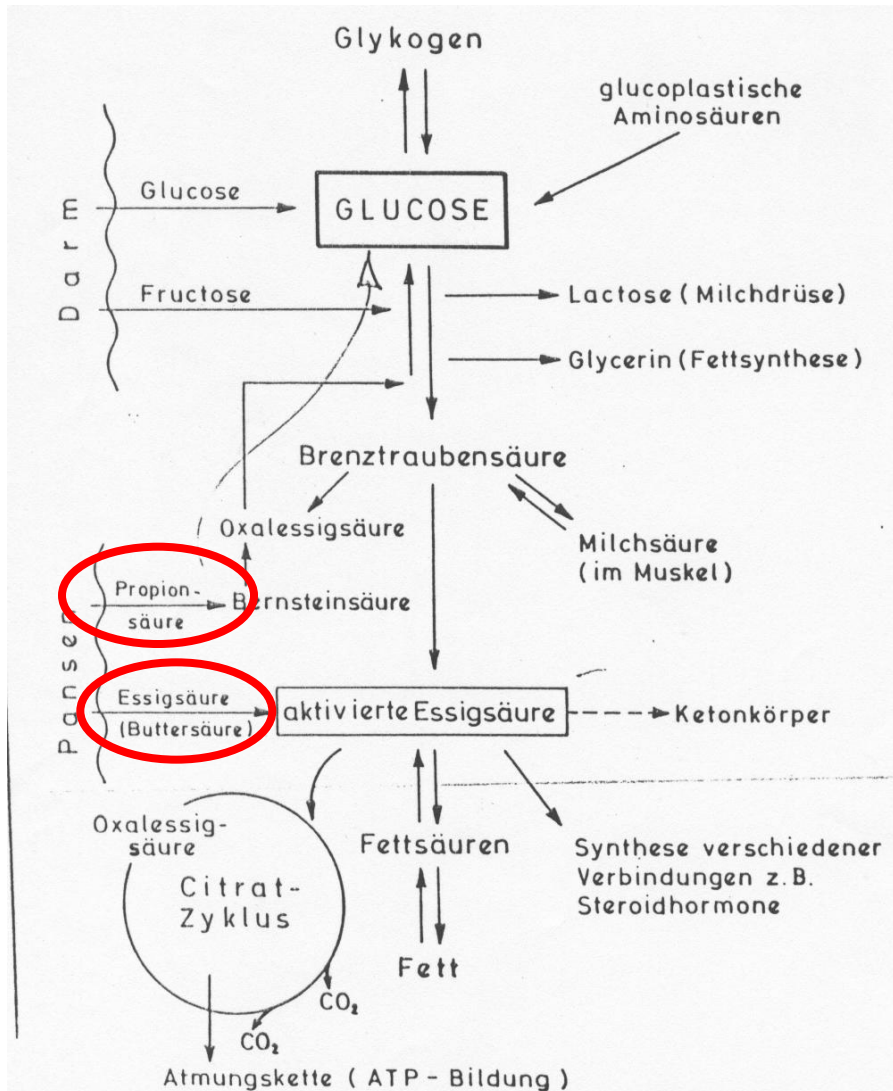 Glykogen
glucoplastische
Aminosäuren
Darm
Glucose
GLUCOSE
Fructose
Lactose (Milchdrüse)
Glycerin (Fettsynthese)
Brenztraubensäure
Oxalessigsäure
Milchsäure
(im Muskel)
Pansen
Propion-
säure
Bernsteinsäure
Essigsäure
(Buttersäure)
aktivierte Essigsäure
Ketonkörper
Oxalessig-
säure
Citrat-
Zyklus
Fettsäuren
Fett
Synthese verschiedener
Verbindungen z.B.
Steroidhormone
CO₂
CO₂
Atmungskette (ATP-Bildung)